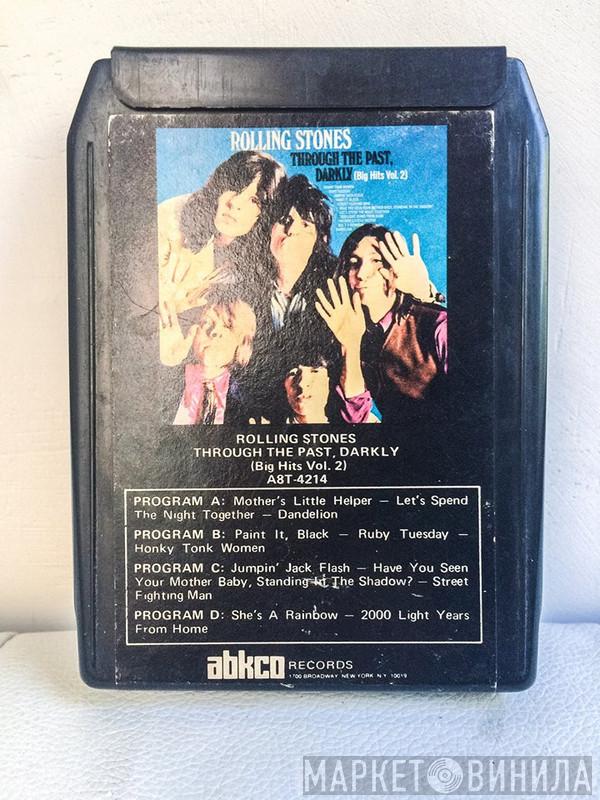 ROLLING STONES
THROUGH THE PAST,
DARKLY (Big Hits Vol. 2)
ROLLING STONES
THROUGH THE PAST, DARKLY
(Big Hits Vol. 2)
A8T-4214
PROGRAM A: Mother's Little Helper — Let's Spend
The Night Together — Dandelion
PROGRAM B: Paint It, Black — Ruby Tuesday —
Honky Tonk Women
PROGRAM C: Jumpin' Jack Flash — Have You Seen
Your Mother Baby, Standing In The Shadow? — Street
Fighting Man
PROGRAM D: She's A Rainbow — 2000 Light Years
From Home
abkco RECORDS
1700 BROADWAY NEW YORK N.Y. 10019
МАРКЕТ ВИНИЛА